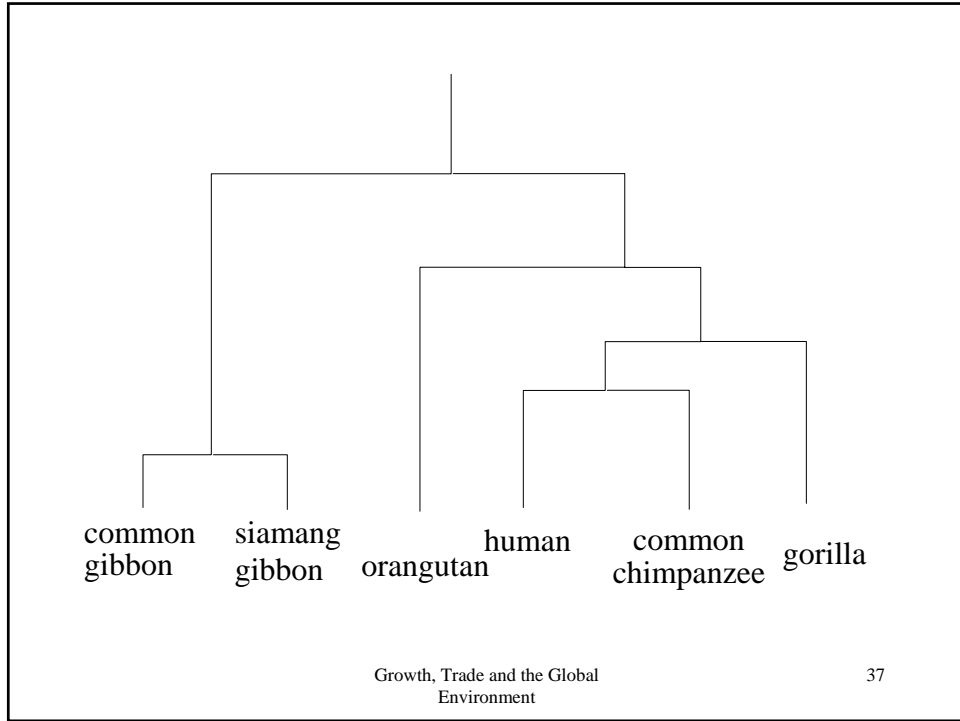 common
gibbon
siamang
gibbon
orangutan
human
common
chimpanzee
gorilla
Growth, Trade and the Global
Environment
37